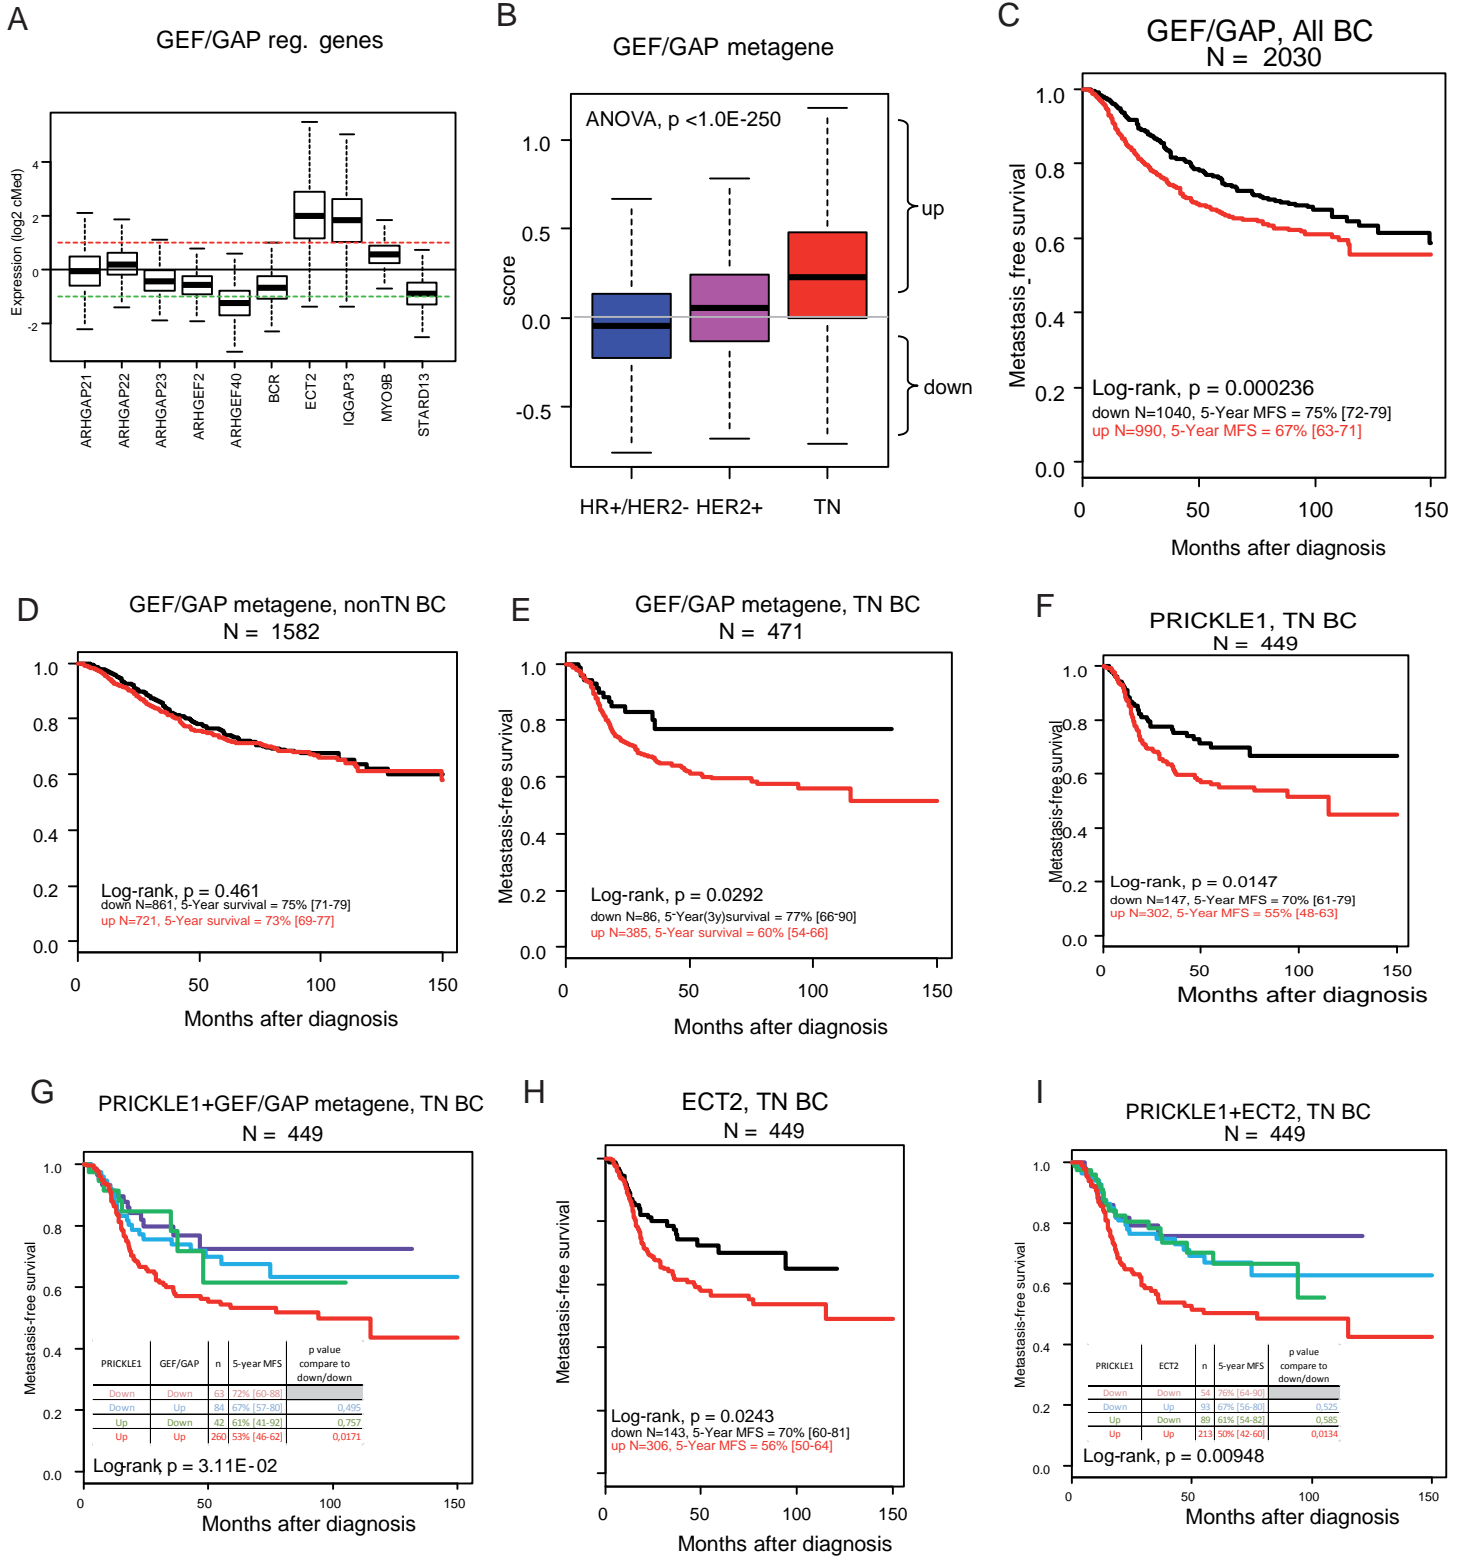 A
GEF/GAP reg. genes
Expression (log2 cMed)
4
2
0
-2
ARHGAP21
ARHGAP22
ARHGAP23
ARHGEF2
ARHGEF40
BCR
ECT2
IQGAP3
MYO9B
STARD13
B
GEF/GAP metagene
ANOVA, p <1.0E-250
score
1.0
0.5
0.0
-0.5
up
down
HR+/HER2- HER2+ TN
C
GEF/GAP, All BC
N = 2030
Metastasis_free survival
1.0
0.8
0.6
0.4
0.2
0.0
Log-rank, p = 0.000236
down N=1040, 5-Year MFS = 75% [72-79]
up N=990, 5-Year MFS = 67% [63-71]
0 50 100 150
Months after diagnosis
D
GEF/GAP metagene, nonTN BC
N = 1582
1.0
0.8
0.6
0.4
0.2
0.0
Log-rank, p = 0.461
down N=861, 5-Year survival = 75% [71-79]
up N=721, 5-Year survival = 73% [69-77]
0 50 100 150
Months after diagnosis
E
GEF/GAP metagene, TN BC
N = 471
Metastasis-free survival
1.0
0.8
0.6
0.4
0.2
0.0
Log-rank, p = 0.0292
down N=86, 5-Year(3y)survival = 77% [66-90]
up N=385, 5-Year survival = 60% [54-66]
0 50 100 150
Months after diagnosis
F
PRICKLE1, TN BC
N = 449
Metastasis-free survival
1.0
0.8
0.6
0.4
0.2
0.0
Log-rank, p = 0.0147
down N=147, 5-Year MFS = 70% [61-79]
up N=302, 5-Year MFS = 55% [48-63]
0 50 100 150
Months after diagnosis
G
PRICKLE1+GEF/GAP metagene, TN BC
N = 449
Metastasis-free survival
1.0
0.8
0.6
0.4
0.2
0.0
PRICKLE1 GEF/GAP n 5-year MFS p value compare to down/down
Down Down 63 72% [60-88]
Down Up 84 67% [57-80] 0,495
Up Down 42 61% [41-92] 0,757
Up Up 260 53% [46-62] 0,0171
Log-rank, p = 3.11E-02
0 50 100 150
Months after diagnosis
H
ECT2, TN BC
N = 449
Metastasis-free survival
Log-rank, p = 0.0243
down N=143, 5-Year MFS = 70% [60-81]
up N=306, 5-Year MFS = 56% [50-64]
0 50 100 150
Months after diagnosis
I
PRICKLE1+ECT2, TN BC
N = 449
Metastasis-free survival
1.0
0.8
0.6
0.4
0.2
0.0
PRICKLE1 ECT2 n 5-year MFS p value compare to down/down
Down Down 54 76% [64-90]
Down Up 93 67% [56-80] 0,525
Up Down 89 61% [54-82] 0,585
Up Up 213 50% [42-60] 0,0134
Log-rank, p = 0.00948
0 50 100 150
Months after diagnosis